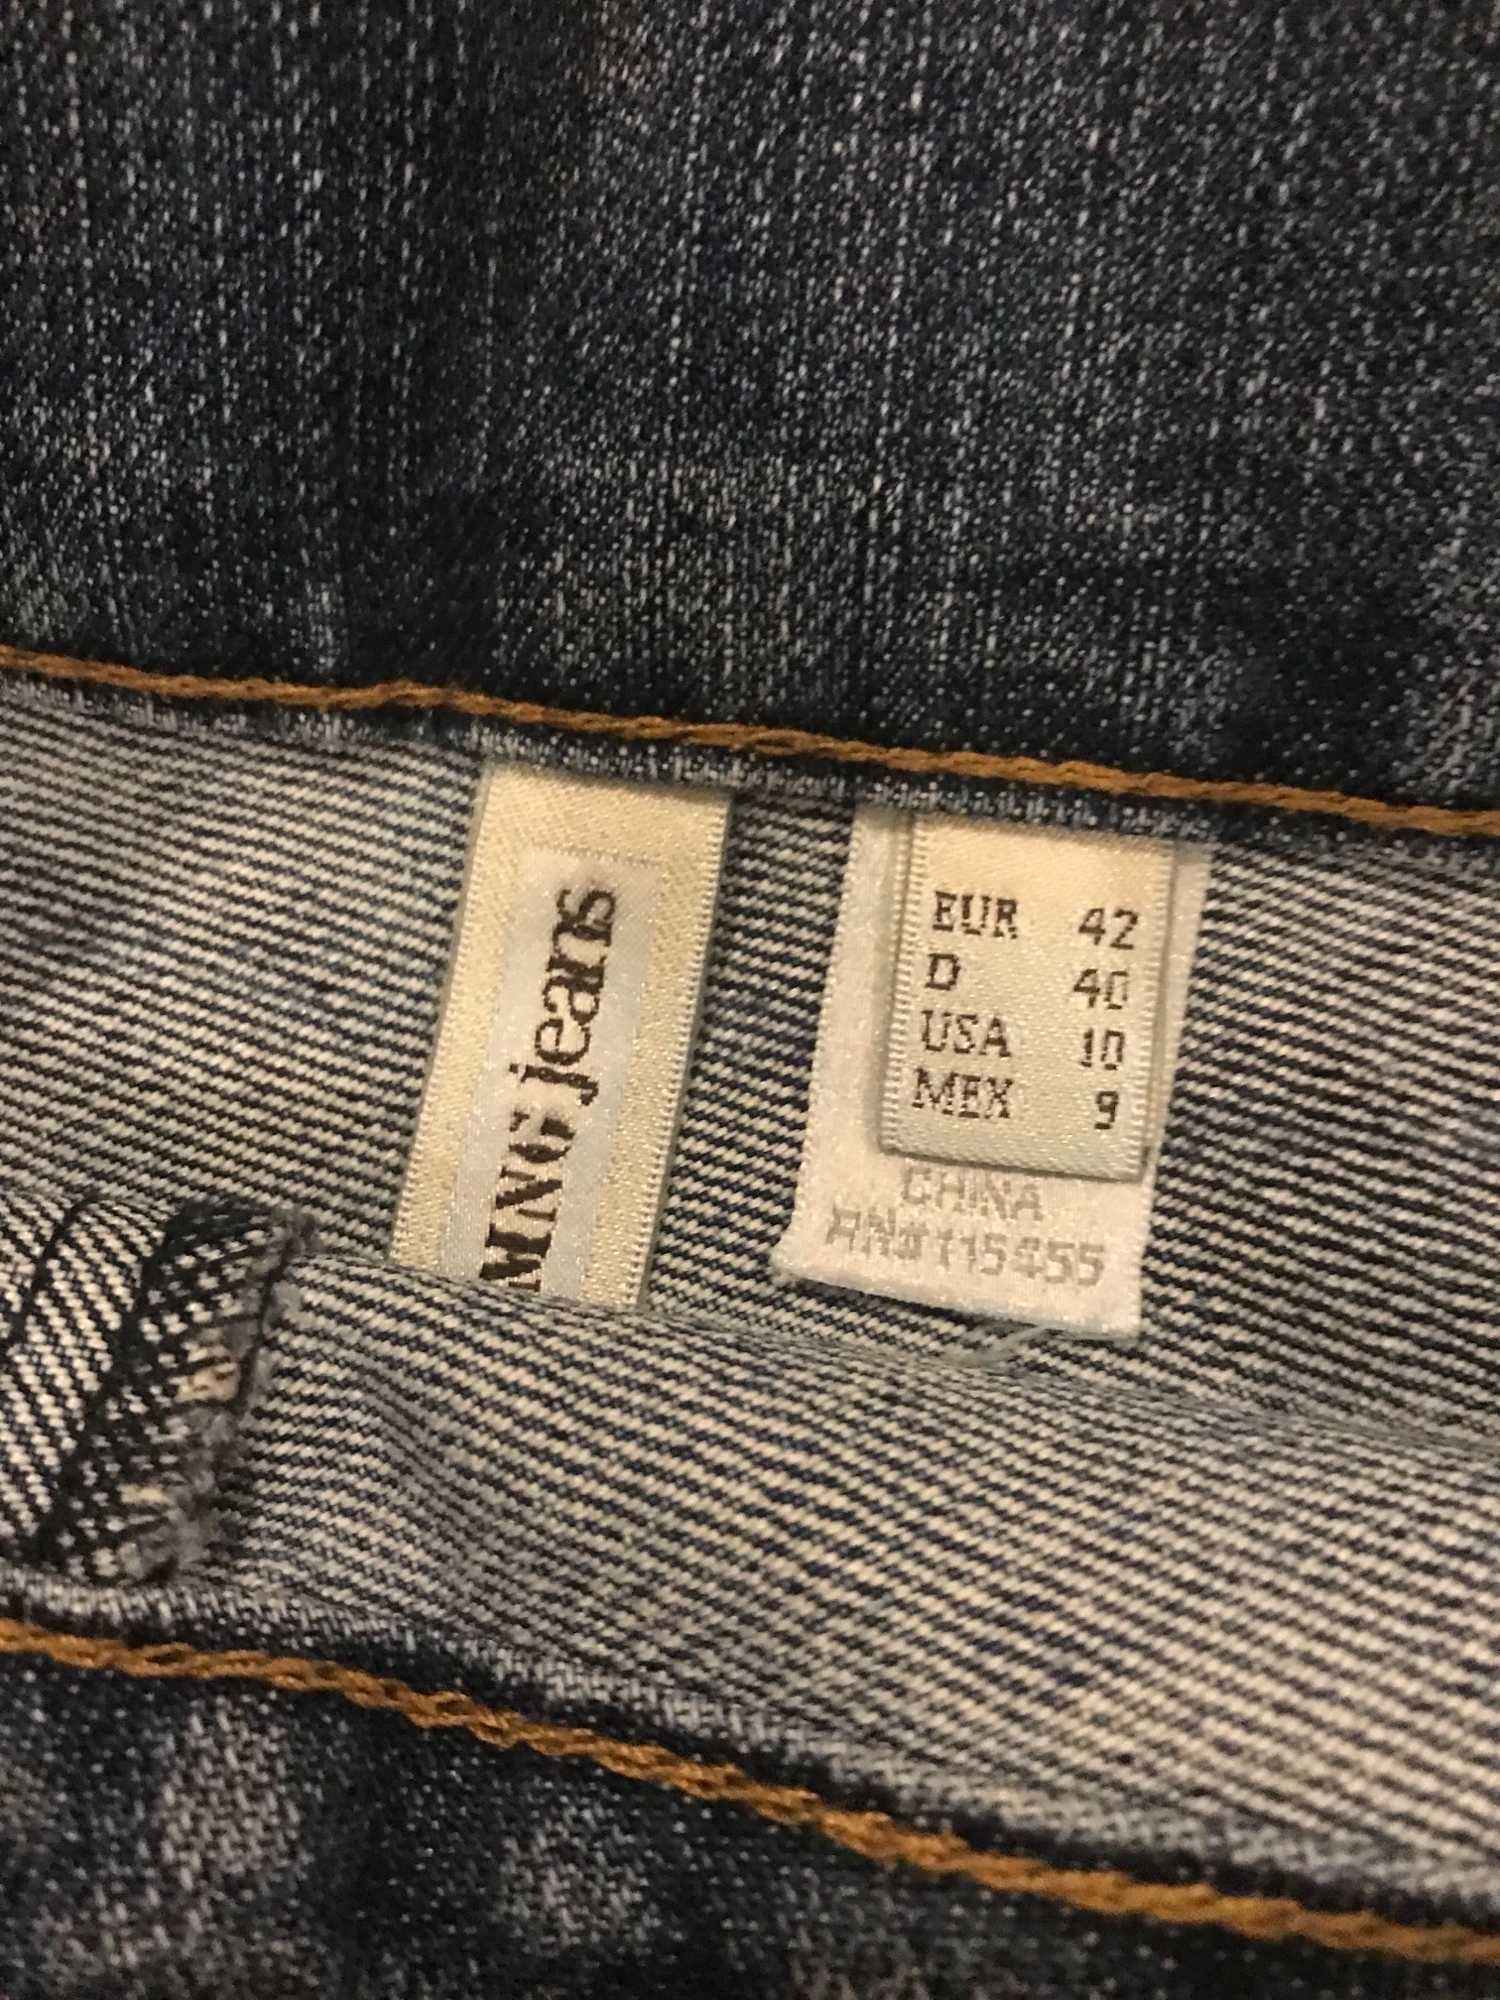 MNG jeans
EUR 42
D 40
USA 10
MEX 9
CHINA
RN# 115455